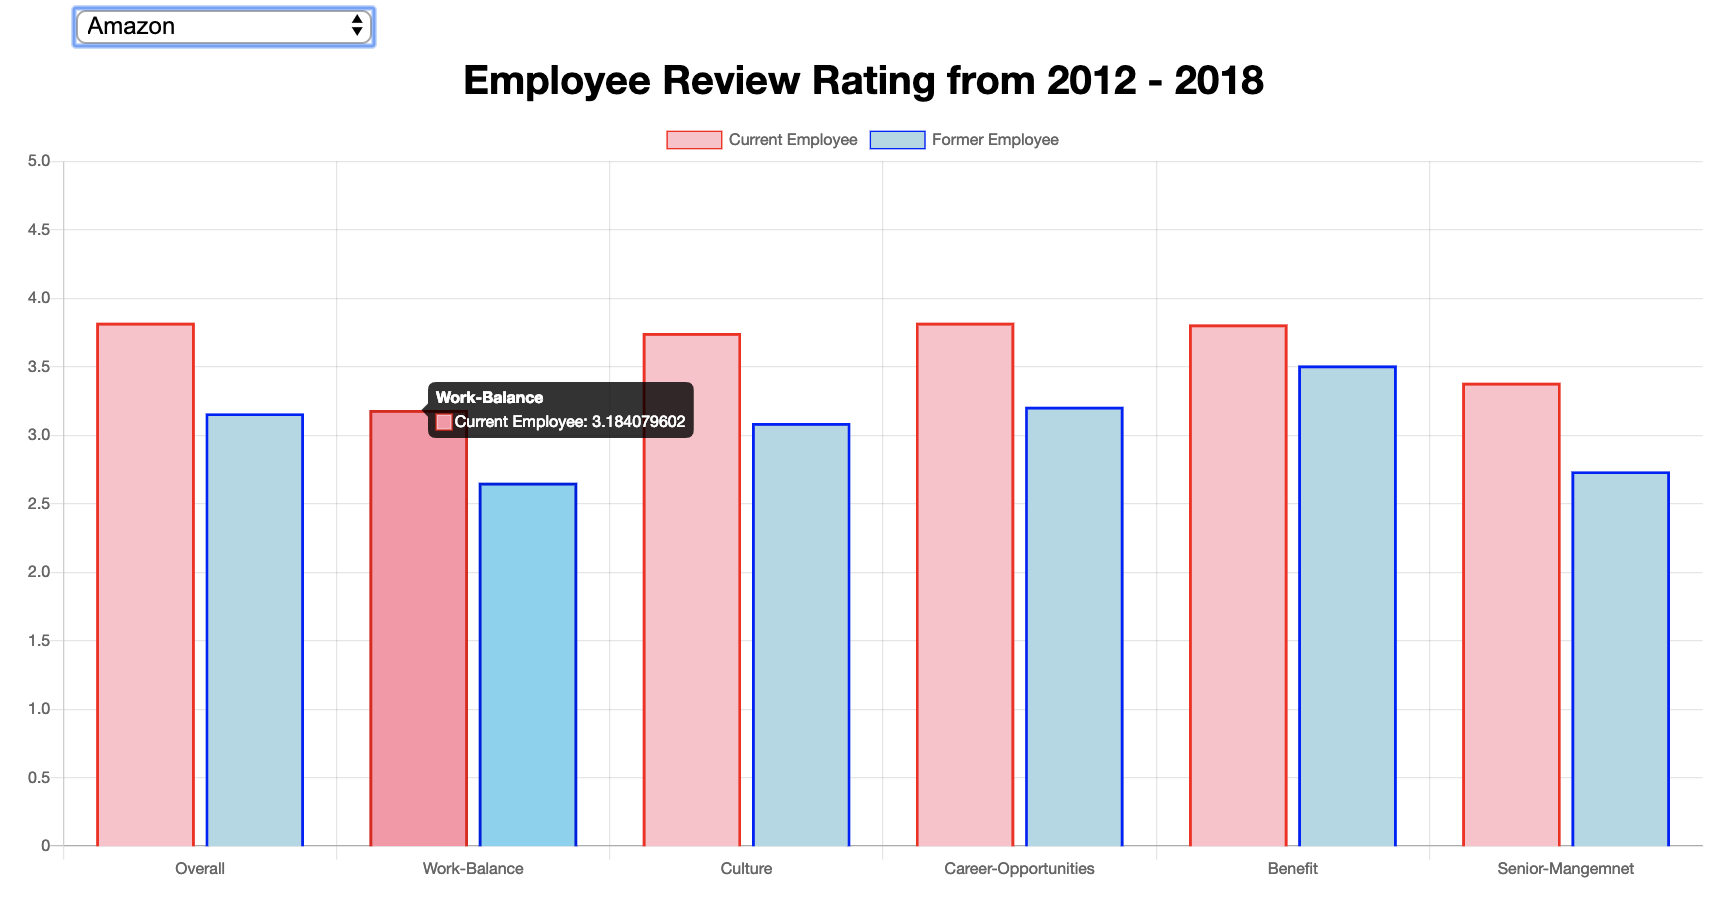 Amazon
Employee Review Rating from 2012 - 2018
Current Employee Former Employee
5.0
4.5
4.0
3.5
Work-Balance
Current Employee: 3.184079602
3.0
2.5
2.0
1.5
1.0
0.5
0
Overall Work-Balance Culture Career-Opportunities Benefit Senior-Mangemnet